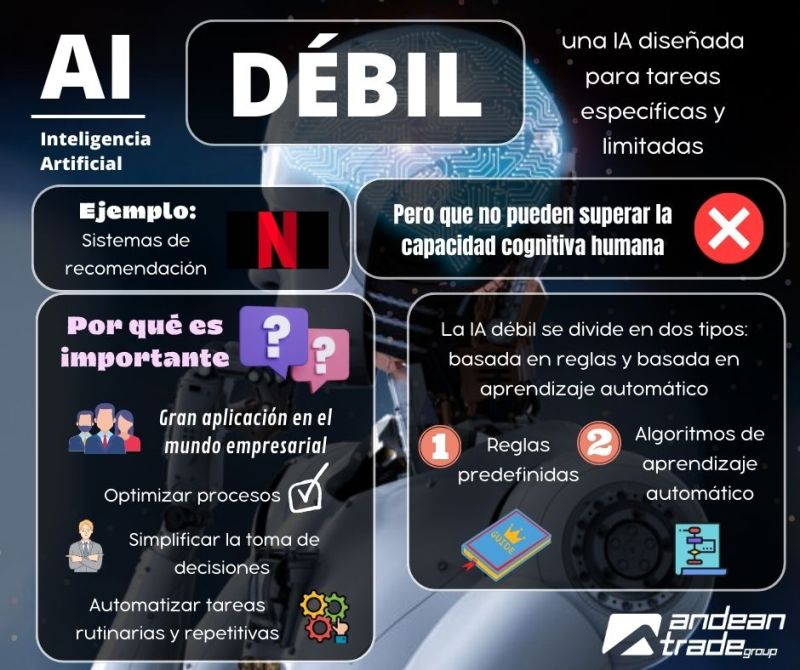 AI
Inteligencia
Artificial
DÉBIL
una IA diseñada
para tareas
específicas y
limitadas
Ejemplo:
Sistemas de
recomendación
N
Pero que no pueden superar la
capacidad cognitiva humana
Por qué es
importante
?
?
Gran aplicación en el
mundo empresarial
Optimizar procesos
Simplificar la toma de
decisiones
Automatizar tareas
rutinarias y repetitivas
La IA débil se divide en dos tipos:
basada en reglas y basada en
aprendizaje automático
1
Reglas
predefinidas
GUIDE
2
Algoritmos de
aprendizaje
automático
andean
trade group